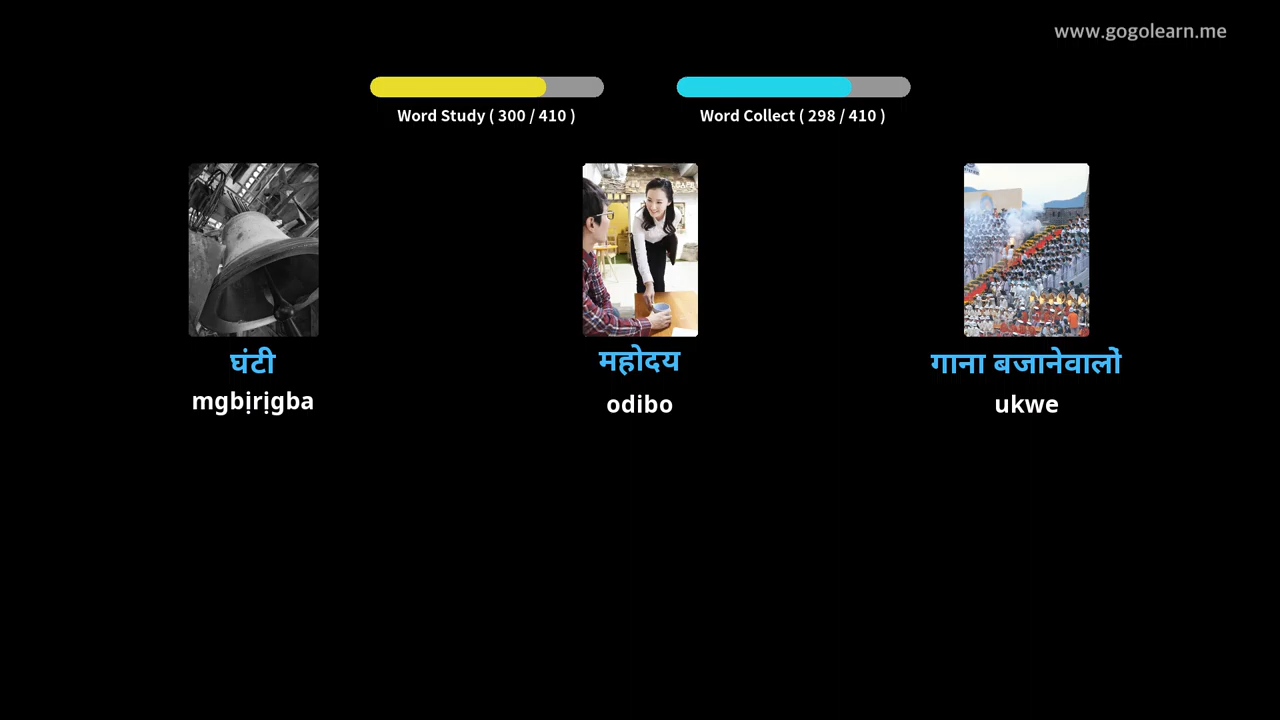 www.gogolearn.me
Word Study ( 300 / 410 )
Word Collect ( 298 / 410 )
घंटी
mgbịrịgba
महोदय
odibo
गाना बजानेवालों
ukwe